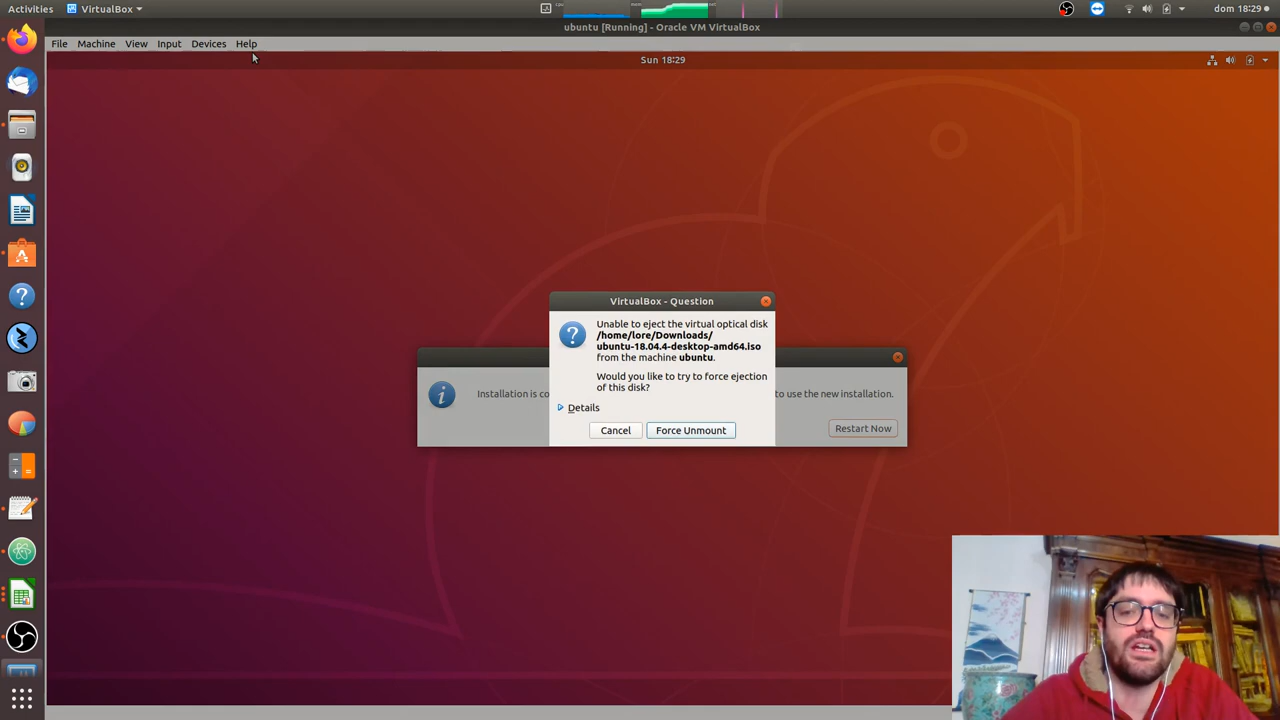 Activities
VirtualBox
dom 18:29
ubuntu [Running] - Oracle VM VirtualBox
File Machine View Input Devices Help
Sun 18:29
VirtualBox - Question
Unable to eject the virtual optical disk
/home/lore/Downloads/
ubuntu-18.04.4-desktop-amd64.iso
from the machine ubuntu.
Would you like to try to force ejection
of this disk?
Details
Cancel Force Unmount
Installation is co
to use the new installation.
Restart Now